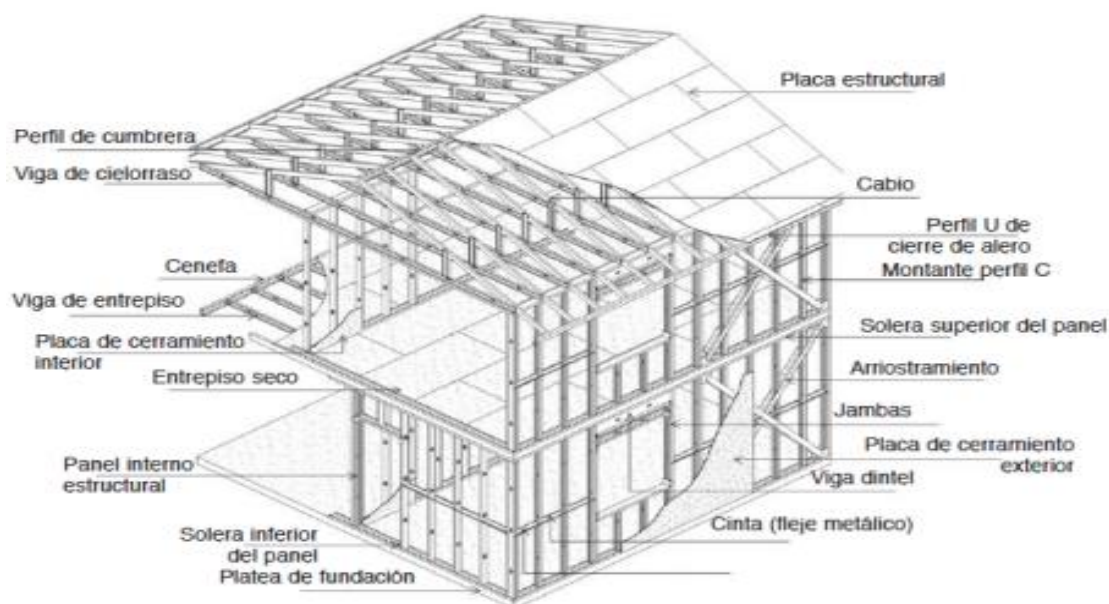 Placa estructural
Perfil de cumbrera
Viga de cielorraso
Cabio
Perfil U de
cierre de alero
Cenefa
Montante perfil C
Viga de entrepiso
Solera superior del panel
Placa de cerramiento
interior
Arriostramiento
Entrepiso seco
Jambas
Placa de cerramiento
exterior
Panel interno
estructural
Viga dintel
Cinta (fleje metálico)
Solera inferior
del panel
Platea de fundación